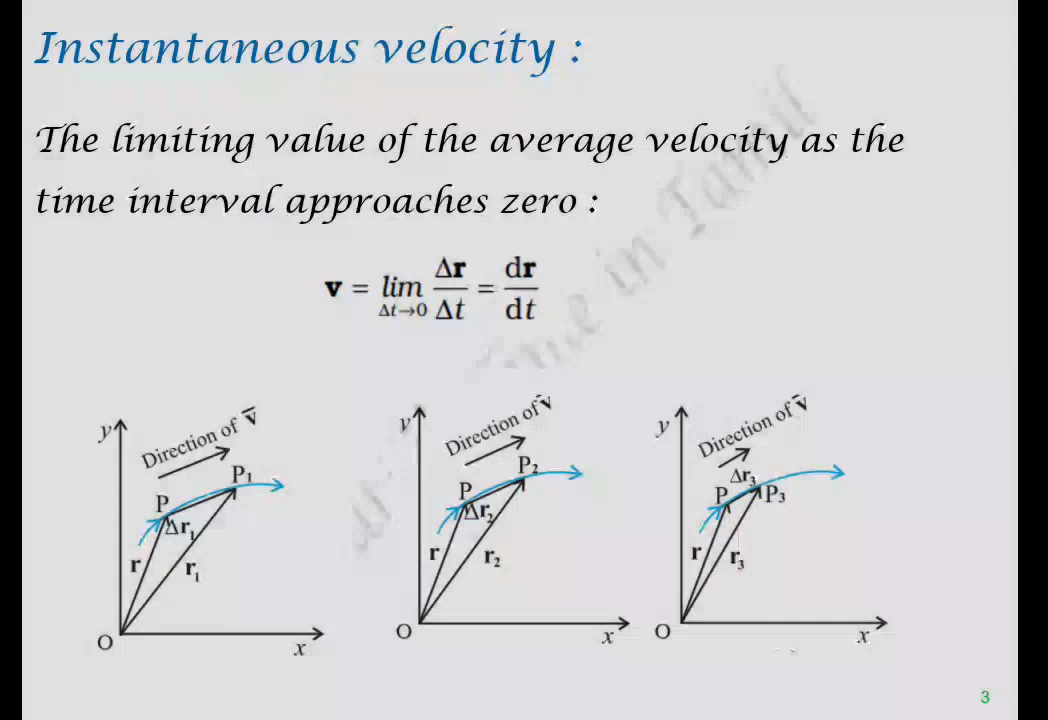 Instantaneous velocity :
The limiting value of the average velocity as the
time interval approaches zero :
v = lim Δt→0 Δr/Δt = dr/dt
y
Direction of v̅
P
P₁
Δr₁
r
r₁
O
x
y
Direction of v̅
P
P₂
Δr₂
r
r₂
O
x
y
Direction of v̅
Δr₃
P
P₃
r
r₃
O
x
in Tamil
3